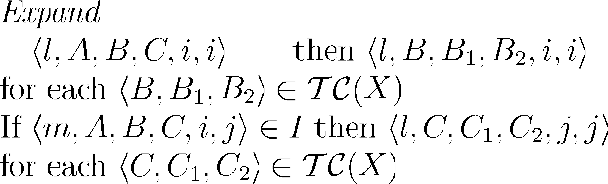 Expand
⟨l, A, B, C, i, i⟩ then ⟨l, B, B₁, B₂, i, i⟩
for each ⟨B, B₁, B₂⟩ ∈ 𝒯𝒞(X)
If ⟨m, A, B, C, i, j⟩ ∈ I then ⟨l, C, C₁, C₂, j, j⟩
for each ⟨C, C₁, C₂⟩ ∈ 𝒯𝒞(X)